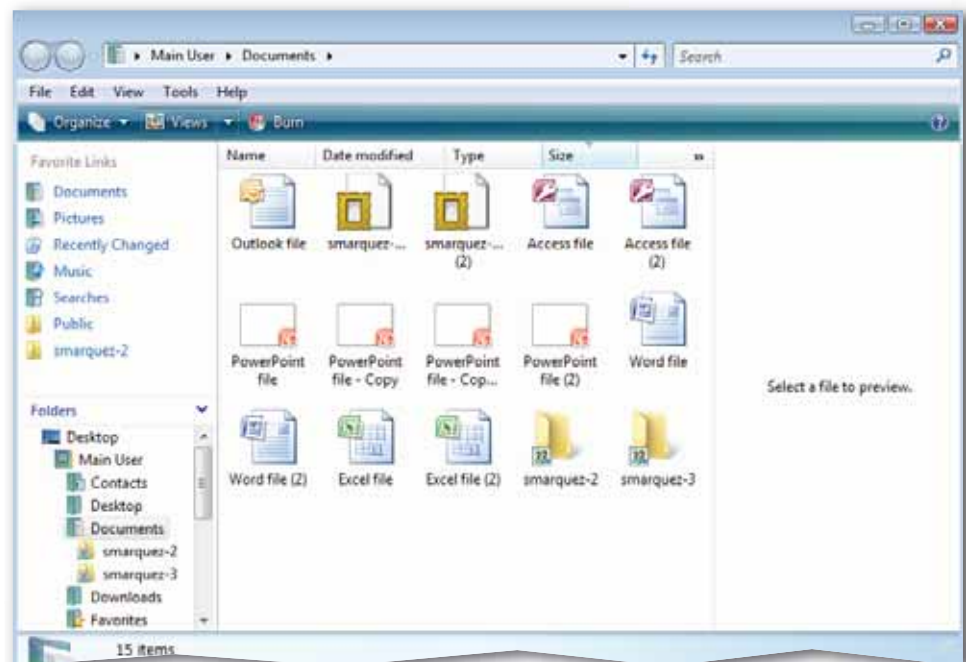 Main User ▸ Documents ▸
Search
File Edit View Tools Help
Organize Views Burn
Favorite Links
Documents
Pictures
Recently Changed
Music
Searches
Public
smarquez-2
Folders
Desktop
Main User
Contacts
Desktop
Documents
smarquez-2
smarquez-3
Downloads
Favorites
Name Date modified Type Size »
Outlook file
smarquez-...
smarquez-...
(2)
Access file
Access file
(2)
PowerPoint
file
PowerPoint
file - Copy
PowerPoint
file - Cop...
PowerPoint
file (2)
Word file
Word file (2)
Excel file
Excel file (2)
smarquez-2
smarquez-3
Select a file to preview.
15 items